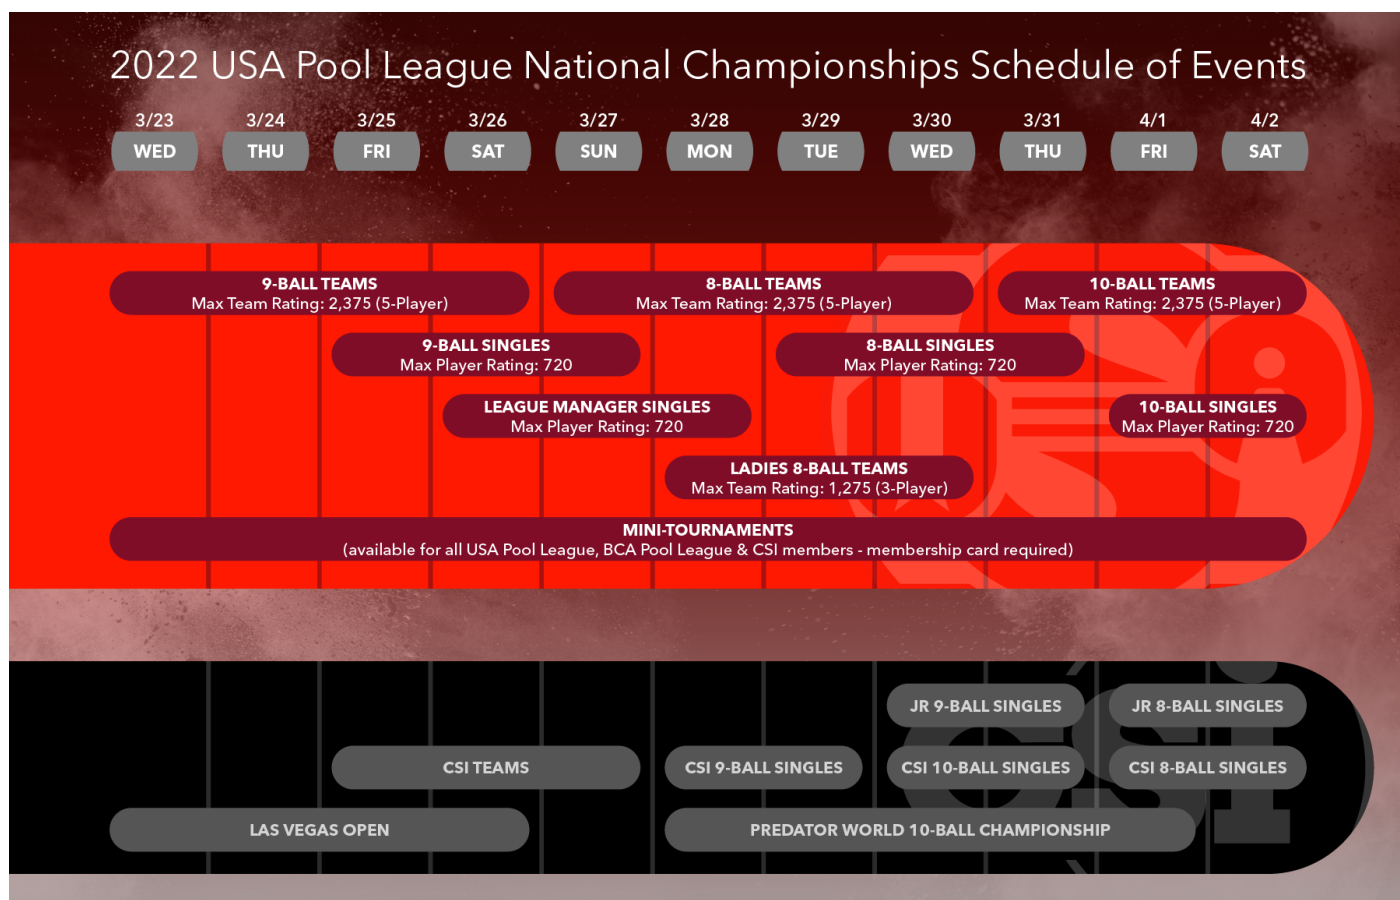 2022 USA Pool League National Championships Schedule of Events
3/23 3/24 3/25 3/26 3/27 3/28 3/29 3/30 3/31 4/1 4/2
WED THU FRI SAT SUN MON TUE WED THU FRI SAT
9-BALL TEAMS
Max Team Rating: 2,375 (5-Player)
8-BALL TEAMS
Max Team Rating: 2,375 (5-Player)
10-BALL TEAMS
Max Team Rating: 2,375 (5-Player)
9-BALL SINGLES
Max Player Rating: 720
8-BALL SINGLES
Max Player Rating: 720
LEAGUE MANAGER SINGLES
Max Player Rating: 720
10-BALL SINGLES
Max Player Rating: 720
LADIES 8-BALL TEAMS
Max Team Rating: 1,275 (3-Player)
MINI-TOURNAMENTS
(available for all USA Pool League, BCA Pool League & CSI members - membership card required)
JR 9-BALL SINGLES
JR 8-BALL SINGLES
CSI TEAMS
CSI 9-BALL SINGLES
CSI 10-BALL SINGLES
CSI 8-BALL SINGLES
LAS VEGAS OPEN
PREDATOR WORLD 10-BALL CHAMPIONSHIP
csi